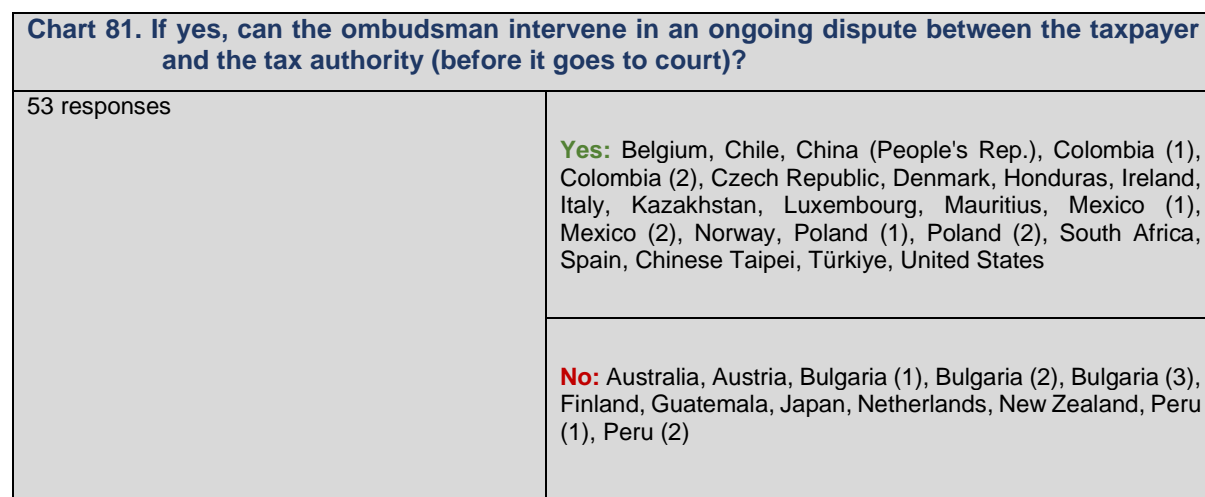 Chart 81. If yes, can the ombudsman intervene in an ongoing dispute between the taxpayer
and the tax authority (before it goes to court)?
53 responses
Yes: Belgium, Chile, China (People's Rep.), Colombia (1),
Colombia (2), Czech Republic, Denmark, Honduras, Ireland,
Italy, Kazakhstan, Luxembourg, Mauritius, Mexico (1),
Mexico (2), Norway, Poland (1), Poland (2), South Africa,
Spain, Chinese Taipei, Türkiye, United States
No: Australia, Austria, Bulgaria (1), Bulgaria (2), Bulgaria (3),
Finland, Guatemala, Japan, Netherlands, New Zealand, Peru
(1), Peru (2)